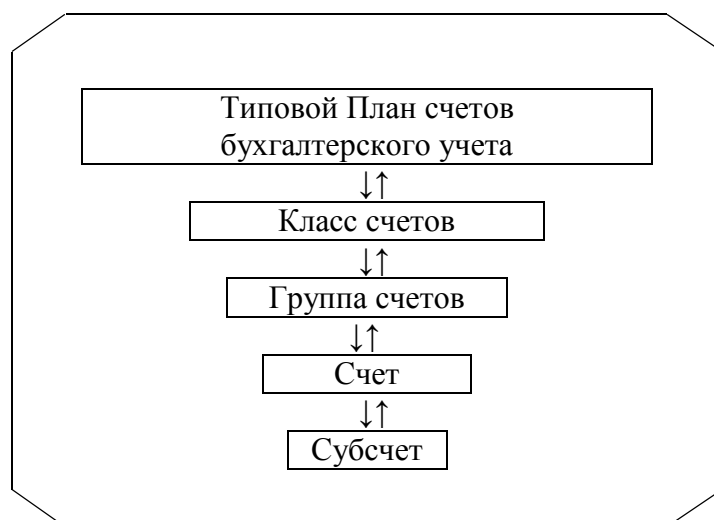 Типовой План счетов
бухгалтерского учета
↓↑
Класс счетов
↓↑
Группа счетов
↓↑
Счет
↓↑
Субсчет